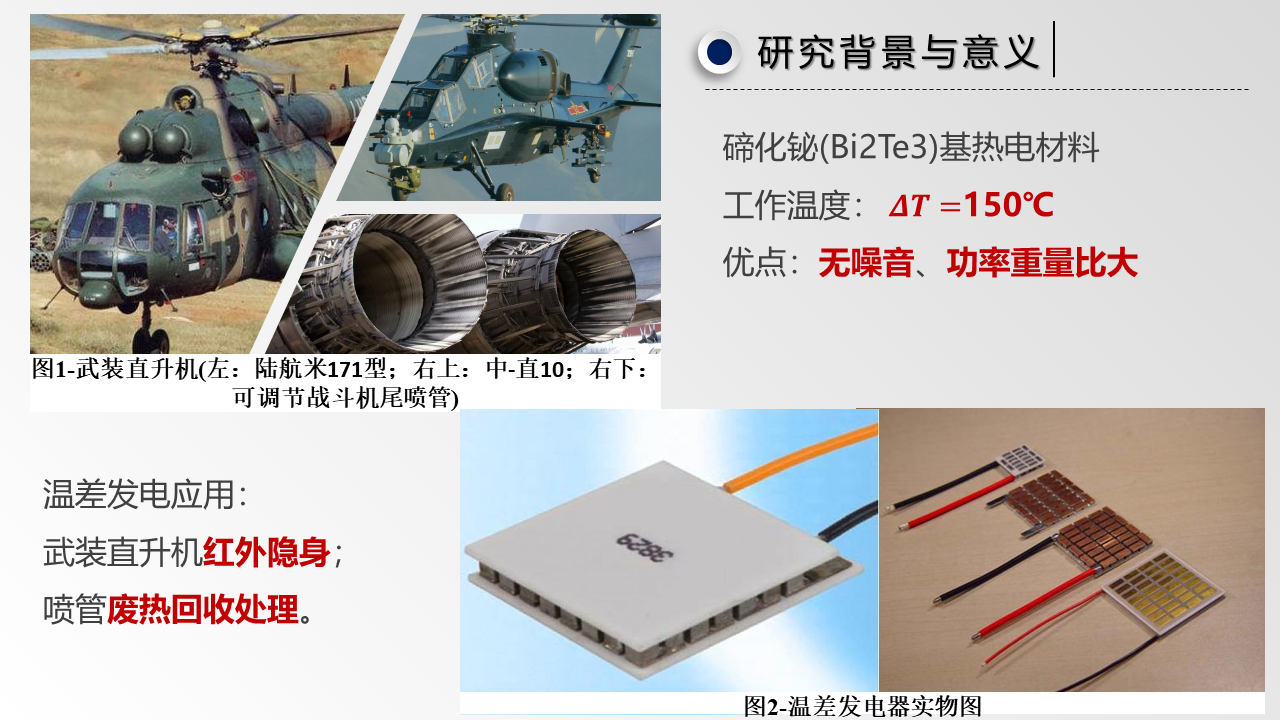 研究背景与意义
碲化铋(Bi2Te3)基热电材料
工作温度：ΔT =150℃
优点：无噪音、功率重量比大
图1-武装直升机(左：陆航米171型；右上：中-直10；右下：
可调节战斗机尾喷管)
温差发电应用：
武装直升机红外隐身；
喷管废热回收处理。
3829
图2-温差发电器实物图